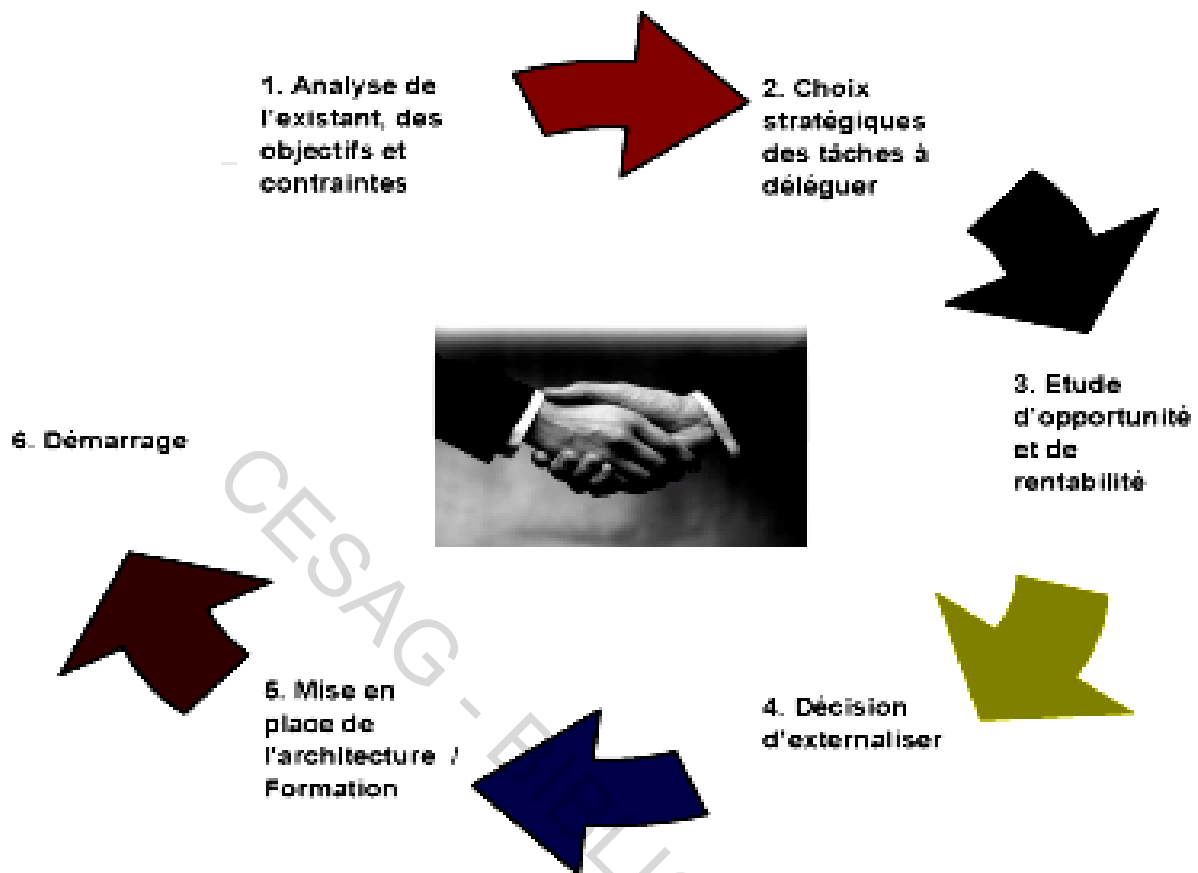 1. Analyse de
l'existant, des
objectifs et
contraintes
2. Choix
stratégiques
des tâches à
déléguer
3. Etude
d'opportunité
et de
rentabilité
4. Décision
d'externaliser
5. Mise en
place de
l'architecture /
Formation
6. Démarrage
CESAG - BIBLI